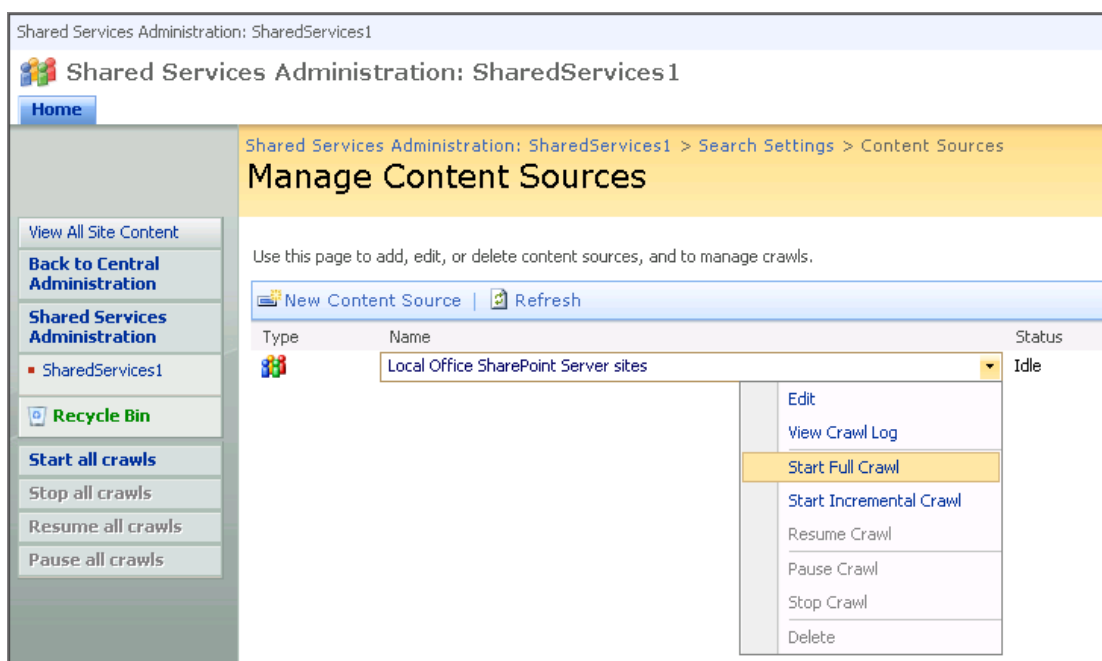 Shared Services Administration: SharedServices1
Shared Services Administration: SharedServices1
Home
Shared Services Administration: SharedServices1 > Search Settings > Content Sources
Manage Content Sources
View All Site Content
Back to Central
Administration
Shared Services
Administration
SharedServices1
Recycle Bin
Start all crawls
Stop all crawls
Resume all crawls
Pause all crawls
Use this page to add, edit, or delete content sources, and to manage crawls.
New Content Source | Refresh
Type Name Status
Local Office SharePoint Server sites Idle
Edit
View Crawl Log
Start Full Crawl
Start Incremental Crawl
Resume Crawl
Pause Crawl
Stop Crawl
Delete